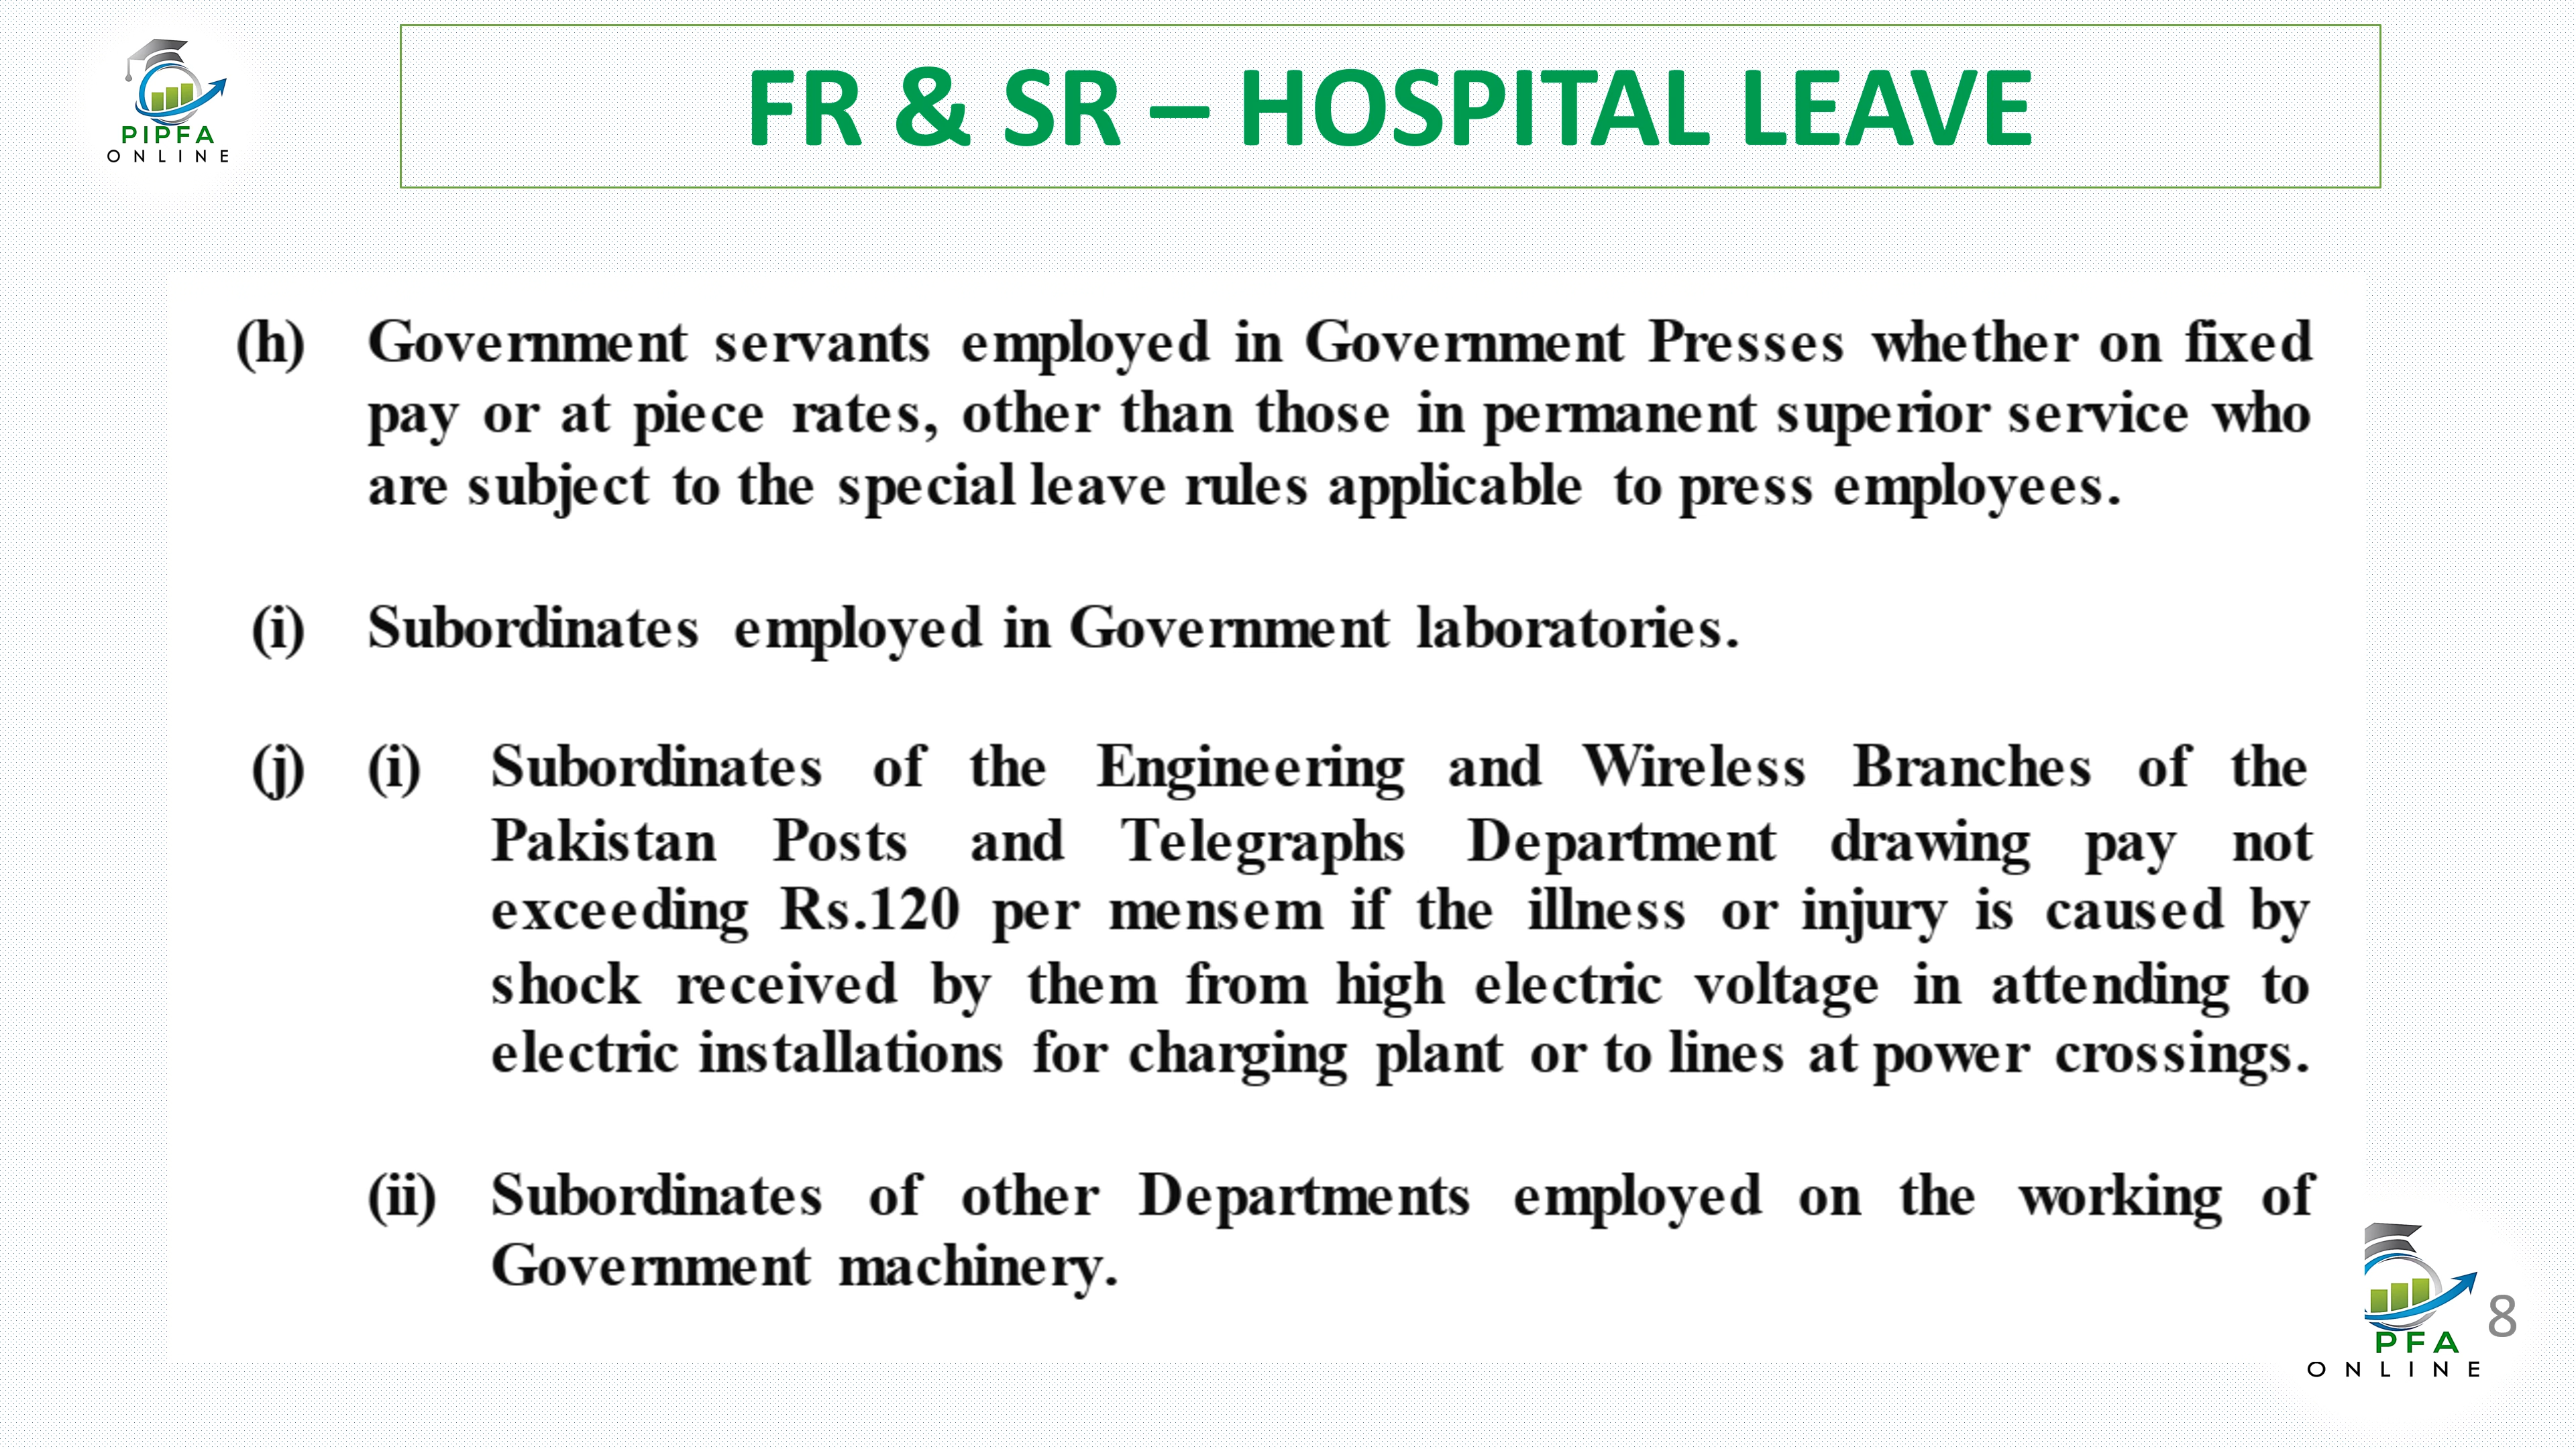 PIPFA
ONLINE
FR & SR – HOSPITAL LEAVE
(h) Government servants employed in Government Presses whether on fixed
pay or at piece rates, other than those in permanent superior service who
are subject to the special leave rules applicable to press employees.
(i) Subordinates employed in Government laboratories.
(j) (i) Subordinates of the Engineering and Wireless Branches of the
Pakistan Posts and Telegraphs Department drawing pay not
exceeding Rs.120 per mensem if the illness or injury is caused by
shock received by them from high electric voltage in attending to
electric installations for charging plant or to lines at power crossings.
(ii) Subordinates of other Departments employed on the working of
Government machinery.
PFA
ONLINE
8